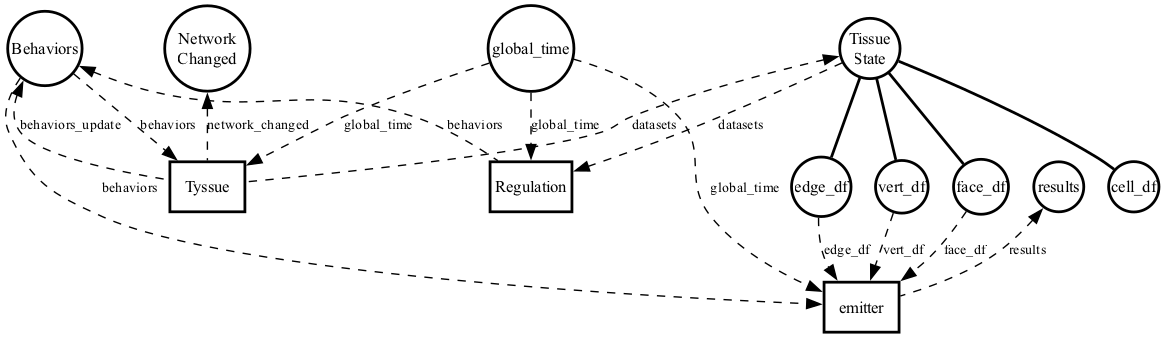 Behaviors
Network
Changed
global_time
Tissue
State
behaviors_update
behaviors
network_changed
global_time
behaviors
global_time
datasets
datasets
behaviors
Tyssue
Regulation
global_time
edge_df
vert_df
face_df
results
cell_df
edge_df
vert_df
face_df
results
emitter